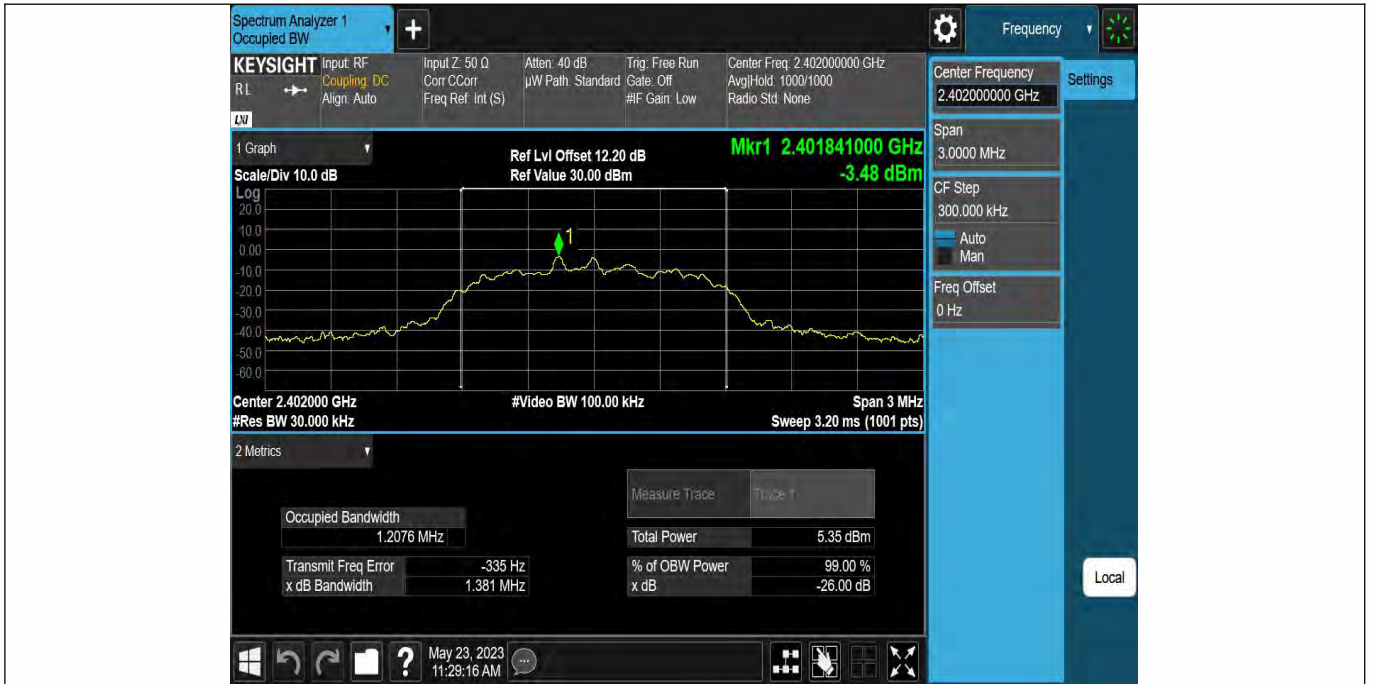 Spectrum Analyzer 1
Occupied BW
+
Frequency
KEYSIGHT
RL
LXI
Input: RF
Coupling: DC
Align: Auto
Input Z: 50 Ω
Corr CCorr
Freq Ref: Int (S)
Atten: 40 dB
µW Path: Standard
Trig: Free Run
Gate: Off
#IF Gain: Low
Center Freq: 2.402000000 GHz
Avg|Hold: 1000/1000
Radio Std: None
Center Frequency
2.402000000 GHz
Settings
Span
3.0000 MHz
CF Step
300.000 kHz
Auto
Man
Freq Offset
0 Hz
Local
1 Graph
Scale/Div 10.0 dB
Ref Lvl Offset 12.20 dB
Ref Value 30.00 dBm
Mkr1 2.401841000 GHz
-3.48 dBm
Log
20.0
10.0
0.00
-10.0
-20.0
-30.0
-40.0
-50.0
-60.0
1
Center 2.402000 GHz
#Video BW 100.00 kHz
Span 3 MHz
#Res BW 30.000 kHz
Sweep 3.20 ms (1001 pts)
2 Metrics
Measure Trace
Trace 1
Occupied Bandwidth
1.2076 MHz
Total Power
5.35 dBm
Transmit Freq Error
-335 Hz
% of OBW Power
99.00 %
x dB Bandwidth
1.381 MHz
x dB
-26.00 dB
?
May 23, 2023
11:29:16 AM